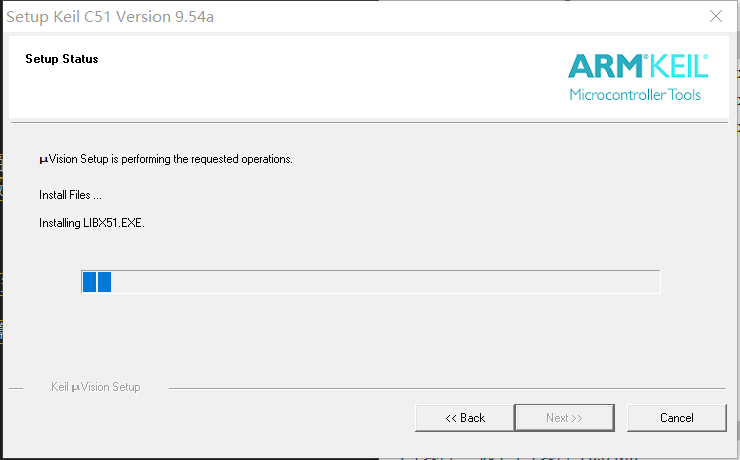 Setup Keil C51 Version 9.54a
Setup Status
ARM®KEIL®
Microcontroller Tools
µVision Setup is performing the requested operations.
Install Files ...
Installing LIBX51.EXE.
Keil µVision Setup
<< Back
Next >>
Cancel